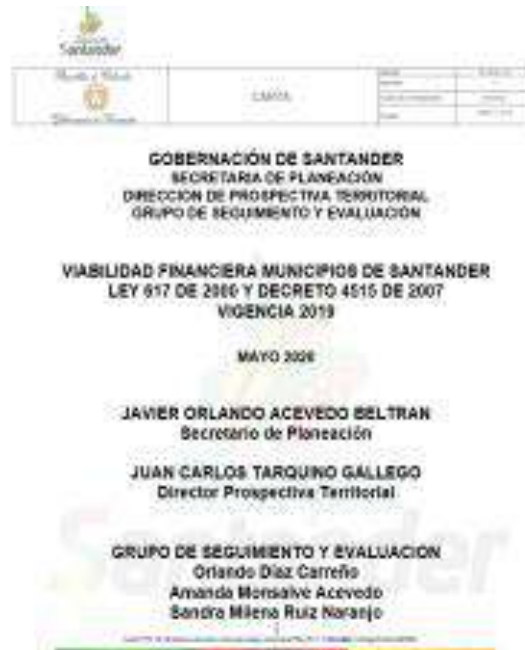 Santander
CARTA
GOBERNACIÓN DE SANTANDER
SECRETARIA DE PLANEACIÓN
DIRECCION DE PROSPECTIVA TERRITORIAL
GRUPO DE SEGUIMIENTO Y EVALUACIÓN
VIABILIDAD FINANCIERA MUNICIPIOS DE SANTANDER
LEY 617 DE 2000 Y DECRETO 4515 DE 2007
VIGENCIA 2019
MAYO 2020
JAVIER ORLANDO ACEVEDO BELTRAN
Secretario de Planeación
JUAN CARLOS TARQUINO GALLEGO
Director Prospectiva Territorial
Santander
GRUPO DE SEGUIMIENTO Y EVALUACION
Orlando Díaz Carreño
Amanda Monsalve Acevedo
Sandra Milena Ruiz Naranjo